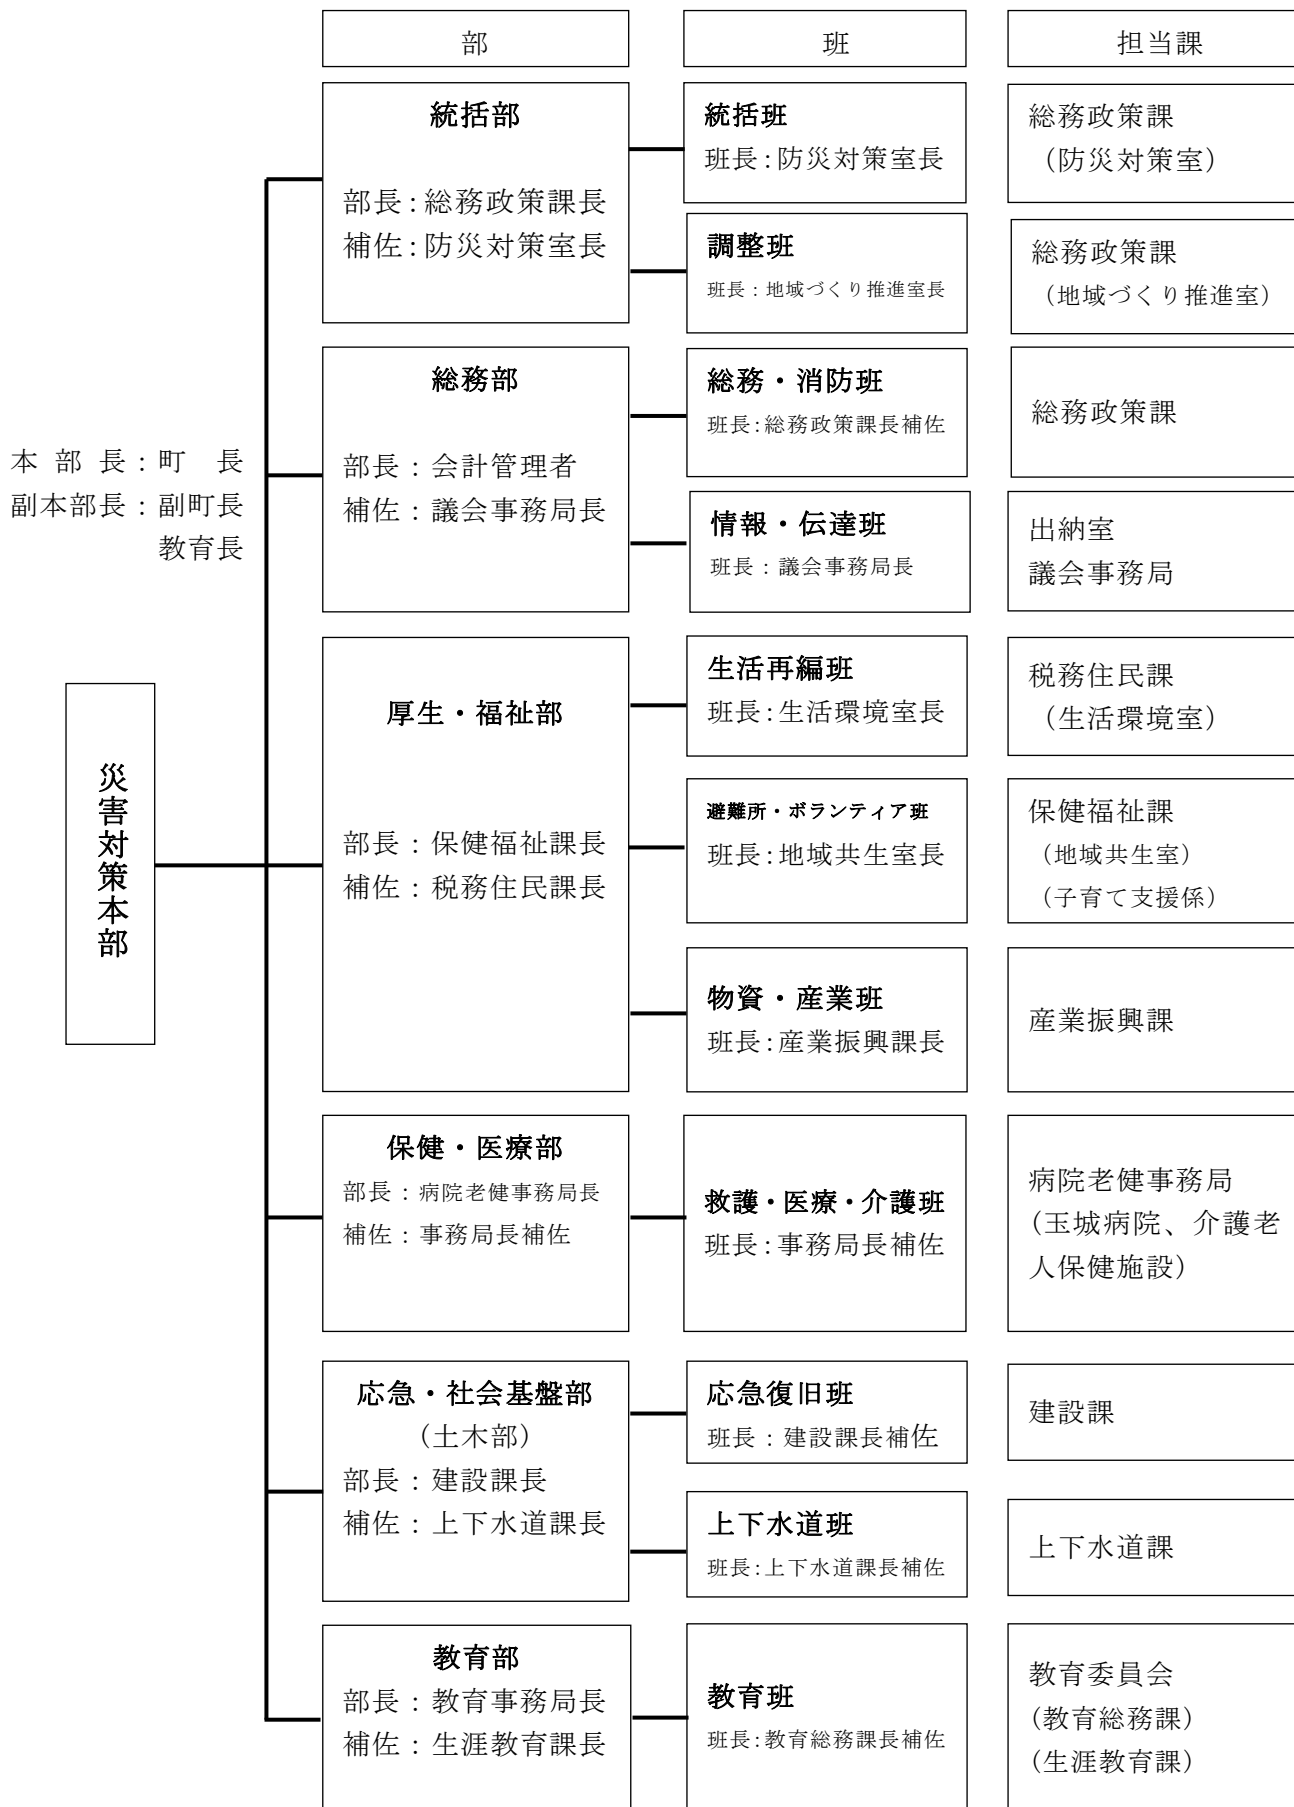 部
班
担当課
本部長：町　長
副本部長：副町長
教育長
災害対策本部
統括部
部長：総務政策課長
補佐：防災対策室長
統括班
班長：防災対策室長
総務政策課
（防災対策室）
調整班
班長：地域づくり推進室長
総務政策課
（地域づくり推進室）
総務部
部長：会計管理者
補佐：議会事務局長
総務・消防班
班長：総務政策課長補佐
総務政策課
情報・伝達班
班長：議会事務局長
出納室
議会事務局
厚生・福祉部
部長：保健福祉課長
補佐：税務住民課長
生活再編班
班長：生活環境室長
税務住民課
（生活環境室）
避難所・ボランティア班
班長：地域共生室長
保健福祉課
（地域共生室）
（子育て支援係）
物資・産業班
班長：産業振興課長
産業振興課
保健・医療部
部長：病院老健事務局長
補佐：事務局長補佐
救護・医療・介護班
班長：事務局長補佐
病院老健事務局
（玉城病院、介護老
人保健施設）
応急・社会基盤部
（土木部）
部長：建設課長
補佐：上下水道課長
応急復旧班
班長：建設課長補佐
建設課
上下水道班
班長：上下水道課長補佐
上下水道課
教育部
部長：教育事務局長
補佐：生涯教育課長
教育班
班長：教育総務課長補佐
教育委員会
（教育総務課）
（生涯教育課）